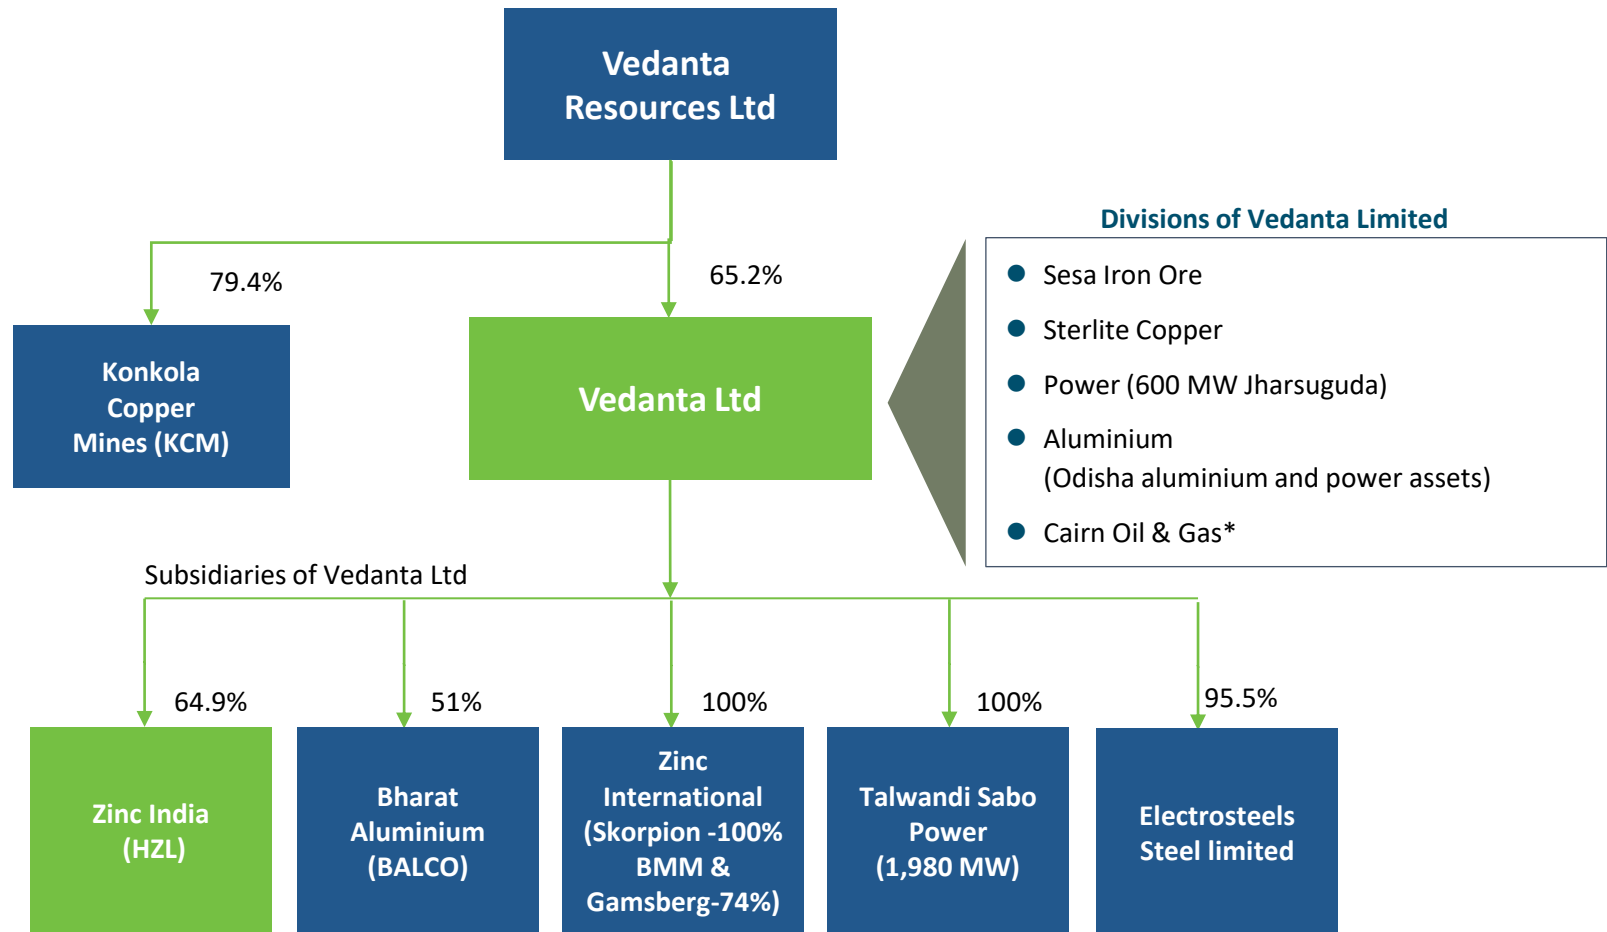 Vedanta
Resources Ltd
Divisions of Vedanta Limited
79.4%
65.2%
Sesa Iron Ore
Sterlite Copper
Power (600 MW Jharsuguda)
Aluminium
(Odisha aluminium and power assets)
Cairn Oil & Gas*
Konkola
Copper
Mines (KCM)
Vedanta Ltd
Subsidiaries of Vedanta Ltd
64.9%
51%
100%
100%
95.5%
Zinc India
(HZL)
Bharat
Aluminium
(BALCO)
Zinc
International
(Skorpion -100%
BMM &
Gamsberg-74%)
Talwandi Sabo
Power
(1,980 MW)
Electrosteels
Steel limited